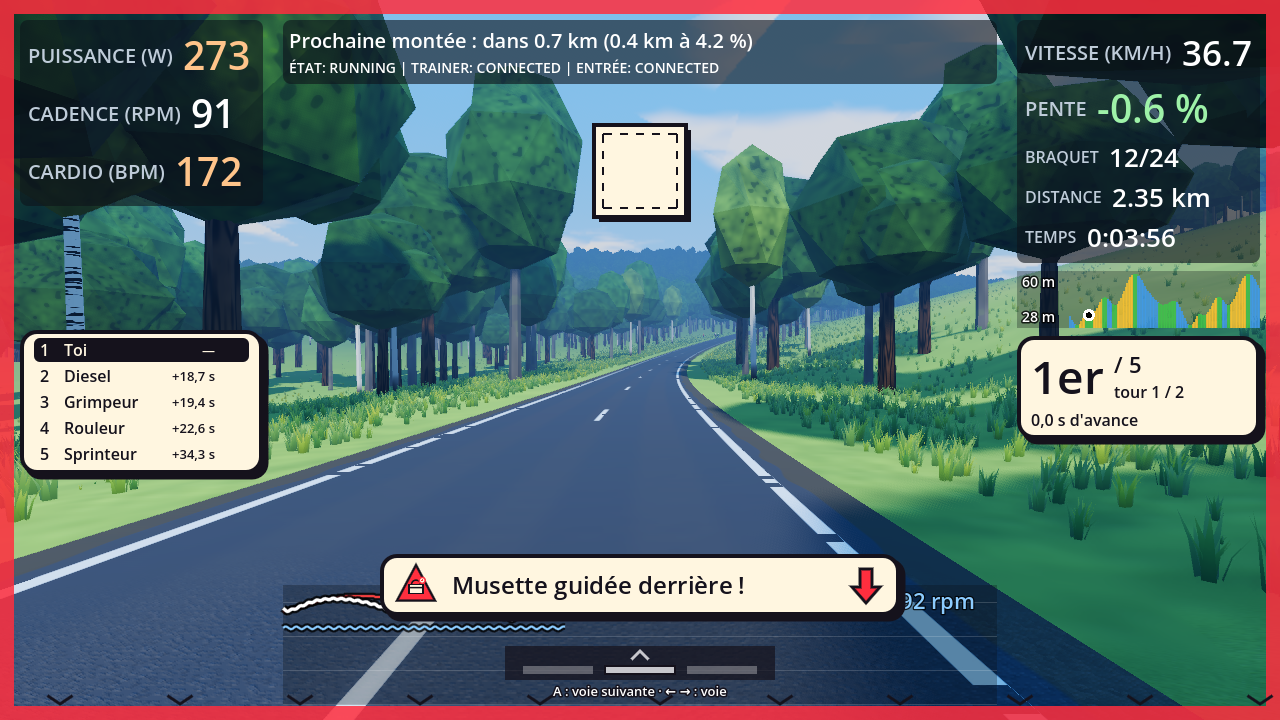 PUISSANCE (W) 273
CADENCE (RPM) 91
CARDIO (BPM) 172
Prochaine montée : dans 0.7 km (0.4 km à 4.2 %)
ÉTAT: RUNNING | TRAINER: CONNECTED | ENTRÉE: CONNECTED
VITESSE (KM/H) 36.7
PENTE -0.6 %
BRAQUET 12/24
DISTANCE 2.35 km
TEMPS 0:03:56
60 m
28 m
1 Toi —
2 Diesel +18,7 s
3 Grimpeur +19,4 s
4 Rouleur +22,6 s
5 Sprinteur +34,3 s
1er / 5
tour 1 / 2
0,0 s d'avance
Musette guidée derrière !
92 rpm
A : voie suivante · ← → : voie